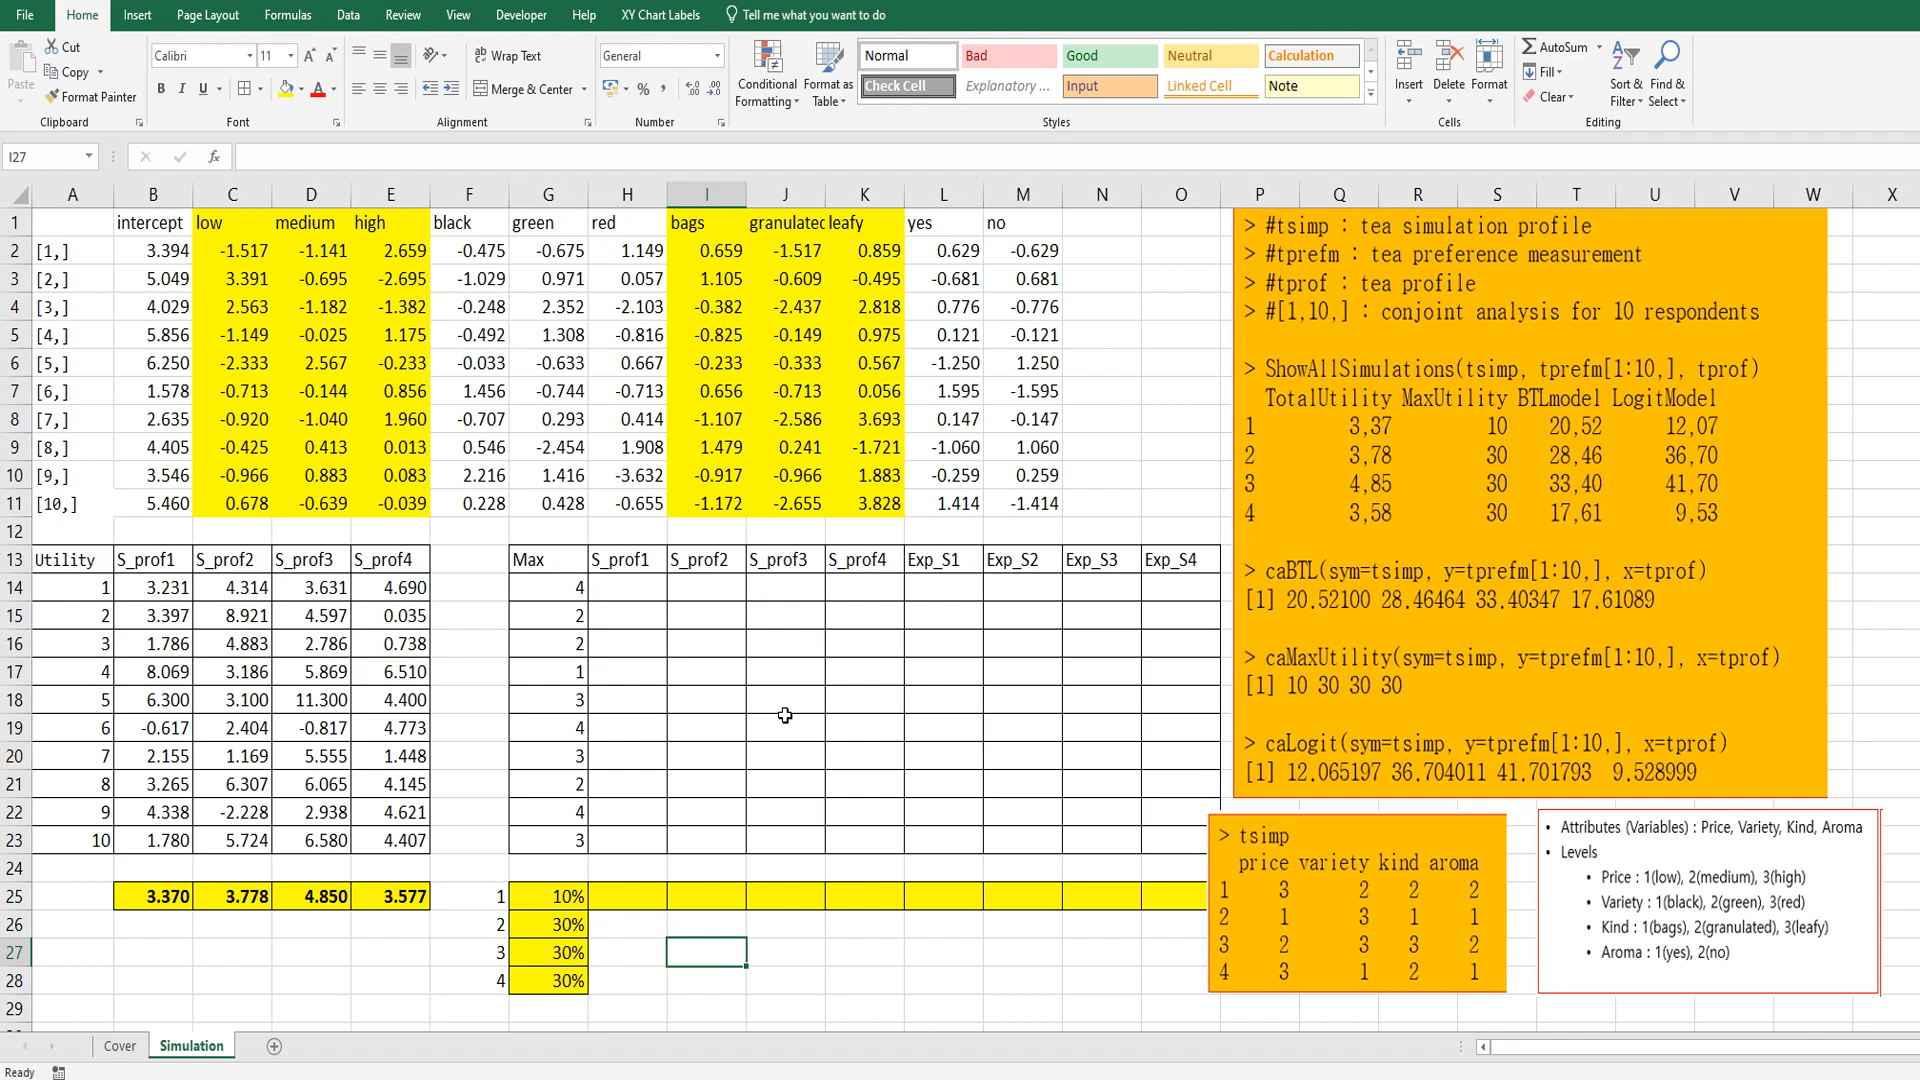 File Home Insert Page Layout Formulas Data Review View Developer Help XY Chart Labels Tell me what you want to do
Paste Cut Copy Format Painter Clipboard
Calibri 11 A A B I U A Font
Wrap Text Merge & Center Alignment
General % , Number
Conditional Formatting Format as Table
Normal Bad Good Neutral Calculation
Check Cell Explanatory ... Input Linked Cell Note
Styles
Insert Delete Format Cells
AutoSum Fill Clear Sort & Filter Find & Select Editing
I27 fx
A B C D E F G H I J K L M N O P Q R S T U V W X
1 intercept low medium high black green red bags granulated leafy yes no
2 [1,] 3.394 -1.517 -1.141 2.659 -0.475 -0.675 1.149 0.659 -1.517 0.859 0.629 -0.629
3 [2,] 5.049 3.391 -0.695 -2.695 -1.029 0.971 0.057 1.105 -0.609 -0.495 -0.681 0.681
4 [3,] 4.029 2.563 -1.182 -1.382 -0.248 2.352 -2.103 -0.382 -2.437 2.818 0.776 -0.776
5 [4,] 5.856 -1.149 -0.025 1.175 -0.492 1.308 -0.816 -0.825 -0.149 0.975 0.121 -0.121
6 [5,] 6.250 -2.333 2.567 -0.233 -0.033 -0.633 0.667 -0.233 -0.333 0.567 -1.250 1.250
7 [6,] 1.578 -0.713 -0.144 0.856 1.456 -0.744 -0.713 0.656 -0.713 0.056 1.595 -1.595
8 [7,] 2.635 -0.920 -1.040 1.960 -0.707 0.293 0.414 -1.107 -2.586 3.693 0.147 -0.147
9 [8,] 4.405 -0.425 0.413 0.013 0.546 -2.454 1.908 1.479 0.241 -1.721 -1.060 1.060
10 [9,] 3.546 -0.966 0.883 0.083 2.216 1.416 -3.632 -0.917 -0.966 1.883 -0.259 0.259
11 [10,] 5.460 0.678 -0.639 -0.039 0.228 0.428 -0.655 -1.172 -2.655 3.828 1.414 -1.414
12
13 Utility S_prof1 S_prof2 S_prof3 S_prof4 Max S_prof1 S_prof2 S_prof3 S_prof4 Exp_S1 Exp_S2 Exp_S3 Exp_S4
14 1 3.231 4.314 3.631 4.690 4
15 2 3.397 8.921 4.597 0.035 2
16 3 1.786 4.883 2.786 0.738 2
17 4 8.069 3.186 5.869 6.510 1
18 5 6.300 3.100 11.300 4.400 3
19 6 -0.617 2.404 -0.817 4.773 4
20 7 2.155 1.169 5.555 1.448 3
21 8 3.265 6.307 6.065 4.145 2
22 9 4.338 -2.228 2.938 4.621 4
23 10 1.780 5.724 6.580 4.407 3
24
25 3.370 3.778 4.850 3.577 1 10%
26 2 30%
27 3 30%
28 4 30%
29
> #tsimp : tea simulation profile
> #tprefm : tea preference measurement
> #tprof : tea profile
> #[1,10,] : conjoint analysis for 10 respondents
> ShowAllSimulations(tsimp, tprefm[1:10,], tprof)
TotalUtility MaxUtility BTLmodel LogitModel
1 3,37 10 20,52 12,07
2 3,78 30 28,46 36,70
3 4,85 30 33,40 41,70
4 3,58 30 17,61 9,53
> caBTL(sym=tsimp, y=tprefm[1:10,], x=tprof)
[1] 20.52100 28.46464 33.40347 17.61089
> caMaxUtility(sym=tsimp, y=tprefm[1:10,], x=tprof)
[1] 10 30 30 30
> caLogit(sym=tsimp, y=tprefm[1:10,], x=tprof)
[1] 12.065197 36.704011 41.701793 9.528999
> tsimp
price variety kind aroma
1 3 2 2 2
2 1 3 1 1
3 2 3 3 2
4 3 1 2 1
• Attributes (Variables) : Price, Variety, Kind, Aroma
• Levels
• Price : 1(low), 2(medium), 3(high)
• Variety : 1(black), 2(green), 3(red)
• Kind : 1(bags), 2(granulated), 3(leafy)
• Aroma : 1(yes), 2(no)
Cover Simulation
Ready